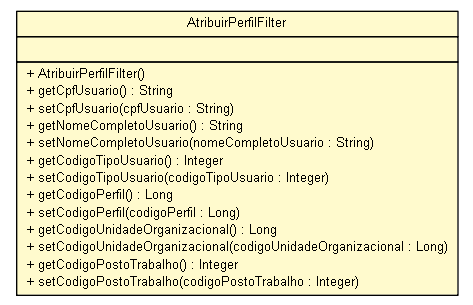 AtribuirPerfilFilter
+ AtribuirPerfilFilter()
+ getCpfUsuario() : String
+ setCpfUsuario(cpfUsuario : String)
+ getNomeCompletoUsuario() : String
+ setNomeCompletoUsuario(nomeCompletoUsuario : String)
+ getCodigoTipoUsuario() : Integer
+ setCodigoTipoUsuario(codigoTipoUsuario : Integer)
+ getCodigoPerfil() : Long
+ setCodigoPerfil(codigoPerfil : Long)
+ getCodigoUnidadeOrganizacional() : Long
+ setCodigoUnidadeOrganizacional(codigoUnidadeOrganizacional : Long)
+ getCodigoPostoTrabalho() : Integer
+ setCodigoPostoTrabalho(codigoPostoTrabalho : Integer)